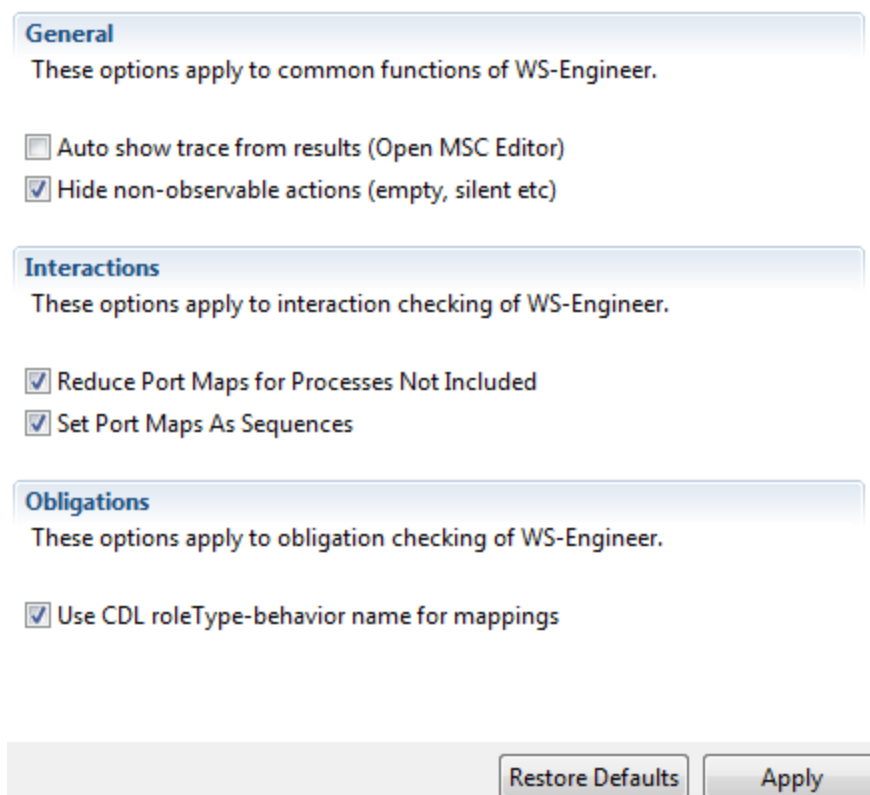 General
These options apply to common functions of WS-Engineer.
Auto show trace from results (Open MSC Editor)
Hide non-observable actions (empty, silent etc)
Interactions
These options apply to interaction checking of WS-Engineer.
Reduce Port Maps for Processes Not Included
Set Port Maps As Sequences
Obligations
These options apply to obligation checking of WS-Engineer.
Use CDL roleType-behavior name for mappings
Restore Defaults Apply